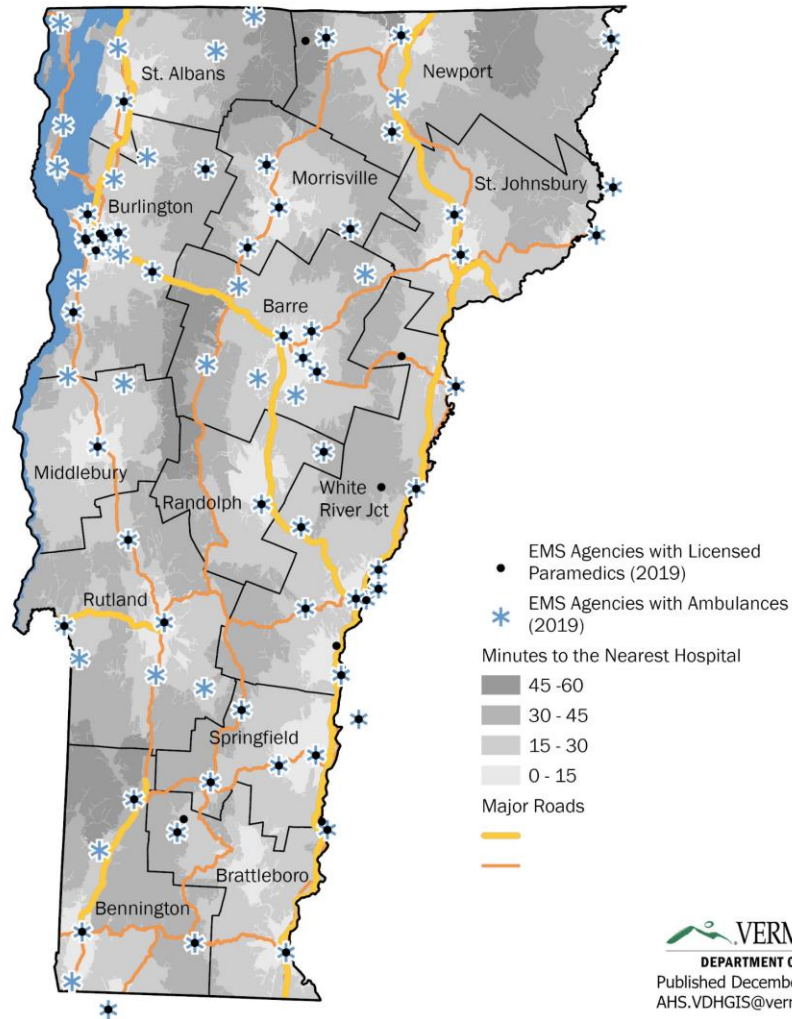 St. Albans
Newport
Morrisville
St. Johnsbury
Burlington
Barre
Middlebury
Randolph
White
River Jct
Rutland
Springfield
Brattleboro
Bennington
EMS Agencies with Licensed
Paramedics (2019)
EMS Agencies with Ambulances
(2019)
Minutes to the Nearest Hospital
45 -60
30 - 45
15 - 30
0 - 15
Major Roads
VERM
DEPARTMENT O
Published Decembe
AHS.VDHGIS@verm